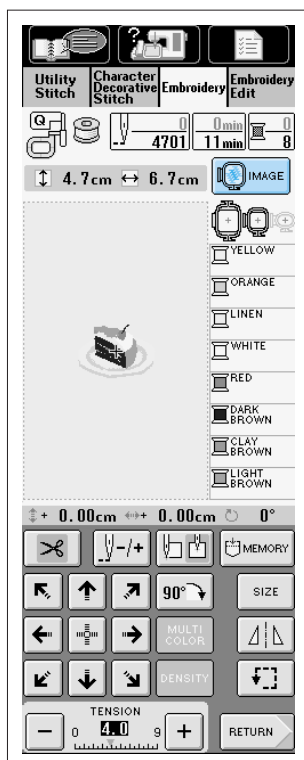 Utility Stitch
Character Decorative Stitch
Embroidery
Embroidery Edit
Q
0
4701
0min
11min
0
8
4.7cm 6.7cm
IMAGE
YELLOW
ORANGE
LINEN
WHITE
RED
DARK BROWN
CLAY BROWN
LIGHT BROWN
+ 0.00cm + 0.00cm 0°
-/+
MEMORY
90°
SIZE
MULTI COLOR
DENSITY
TENSION
- 0 4.0 9 +
RETURN